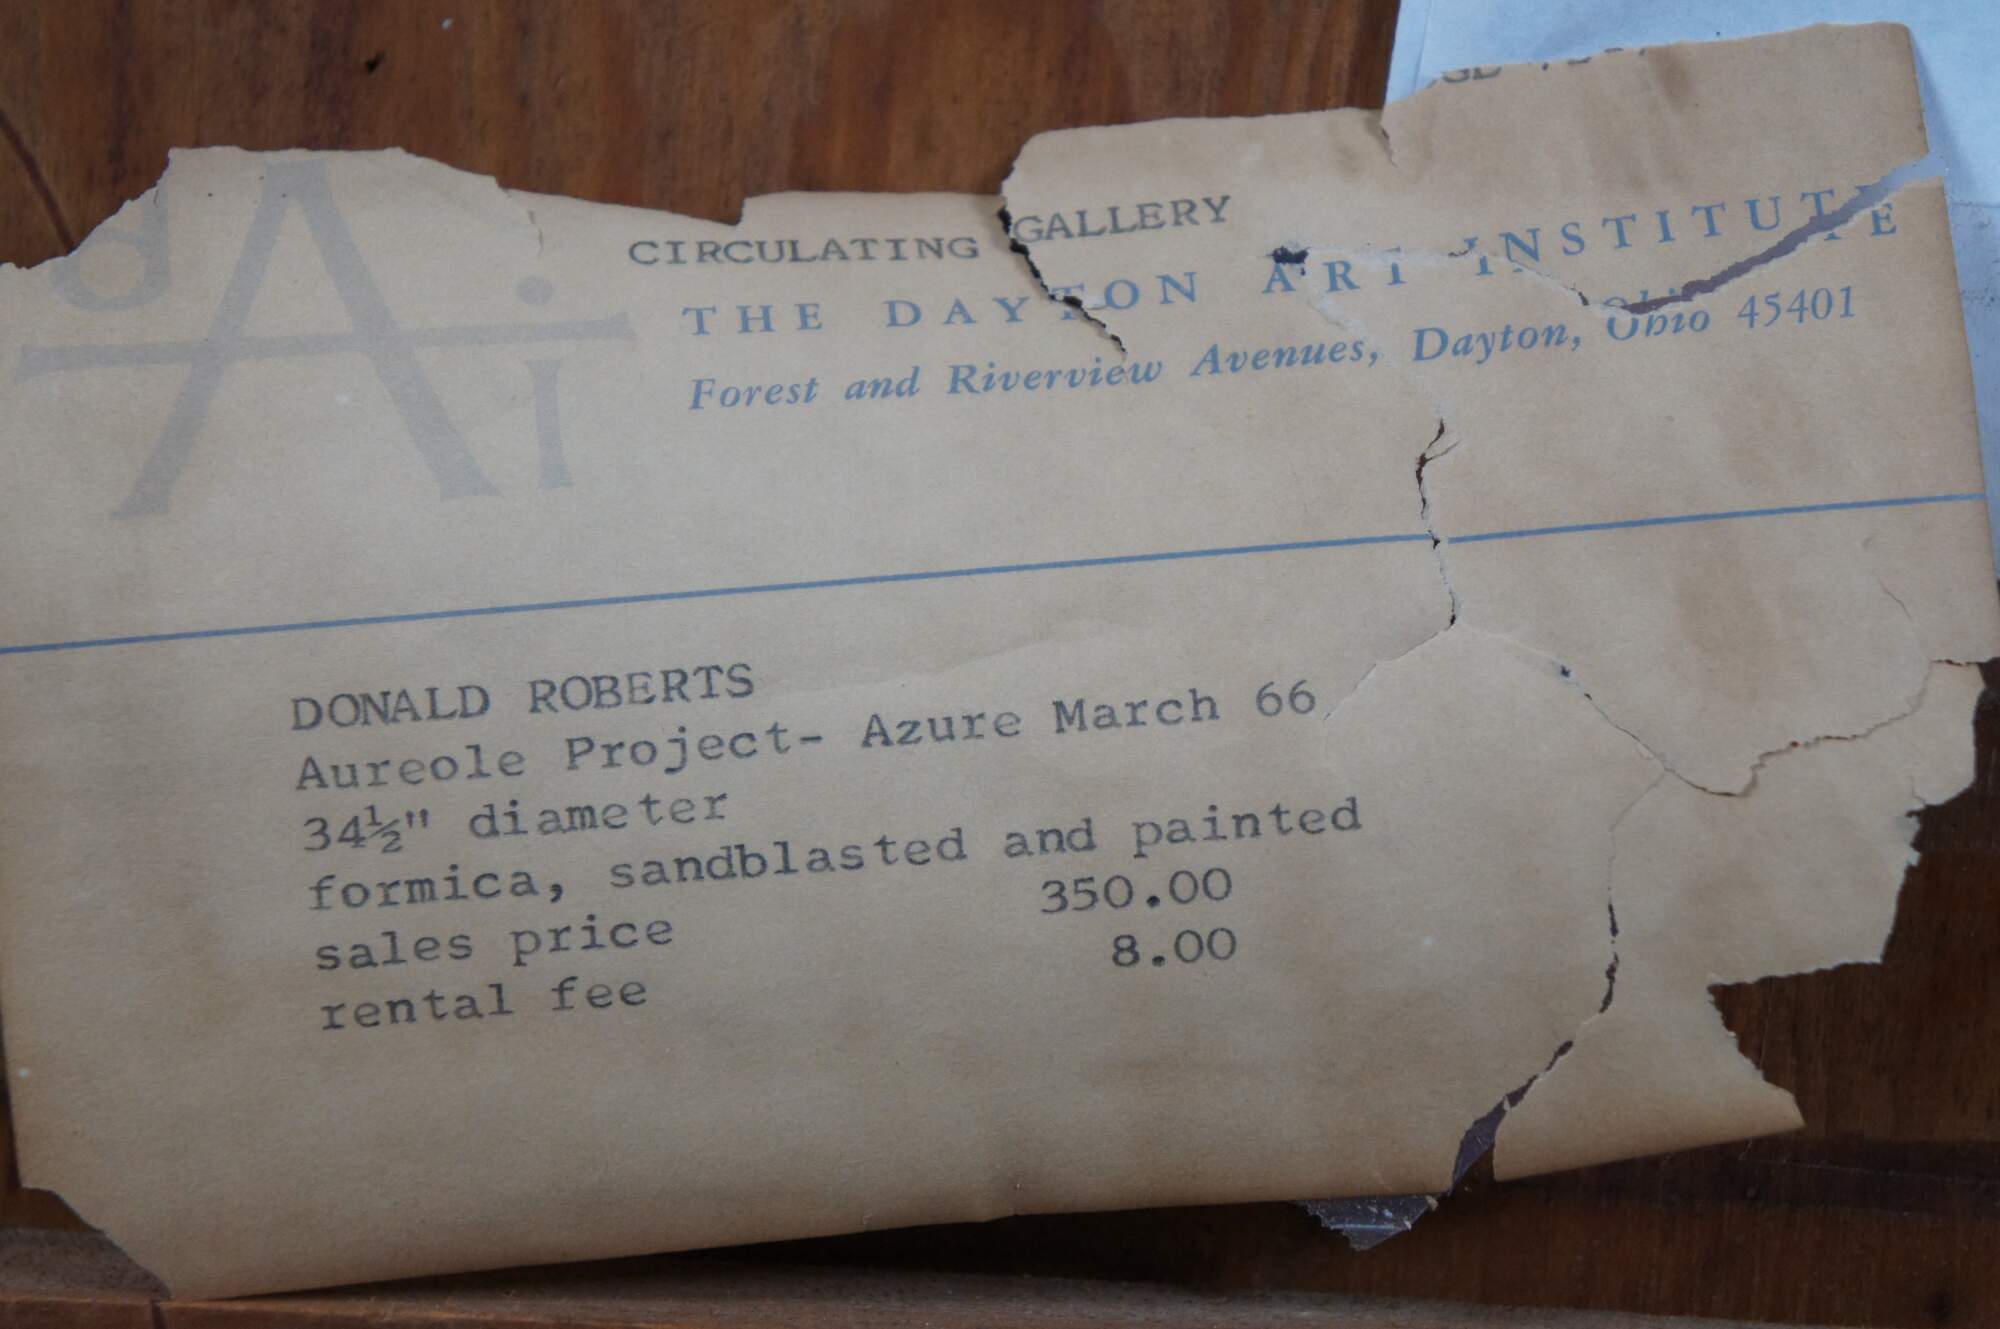 dAi
CIRCULATING GALLERY
THE DAYTON ART INSTITUTE
Forest and Riverview Avenues, Dayton, Ohio 45401
DONALD ROBERTS
Aureole Project- Azure March 66
34½" diameter
formica, sandblasted and painted
sales price 350.00
rental fee 8.00